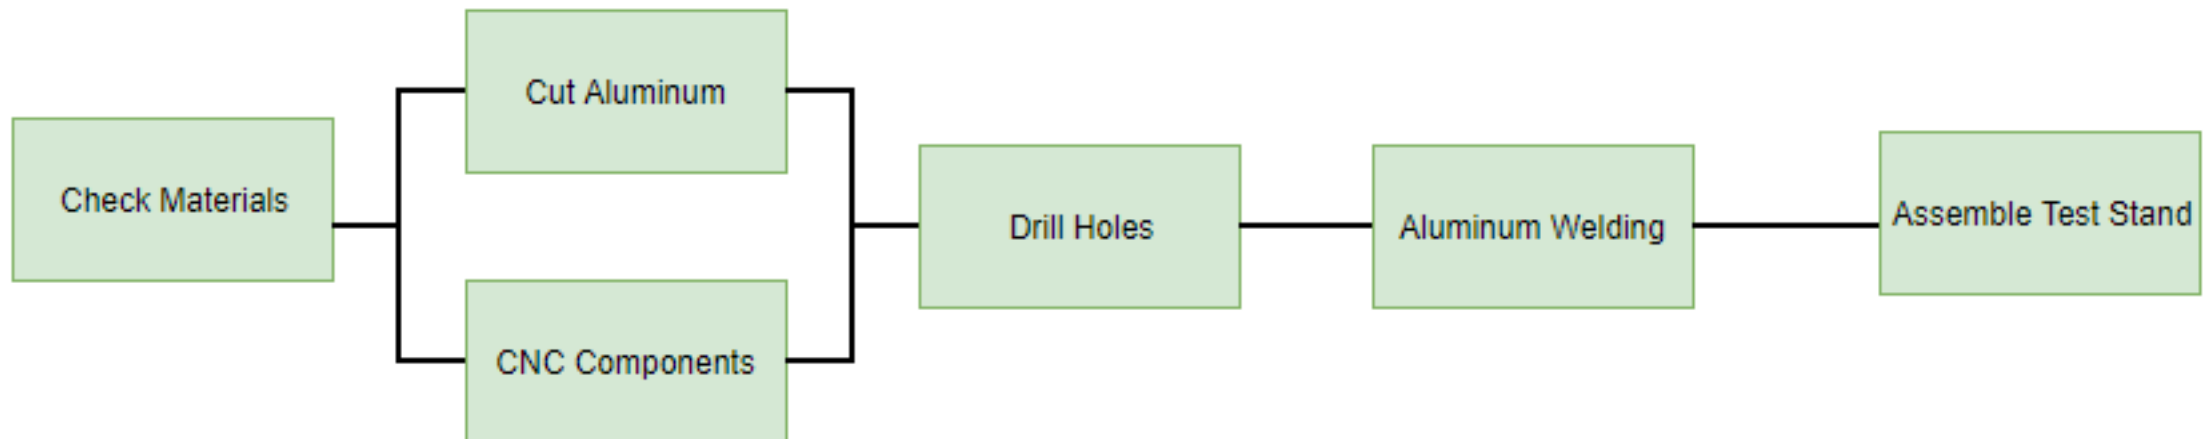 Check Materials
Cut Aluminum
CNC Components
Drill Holes
Aluminum Welding
Assemble Test Stand